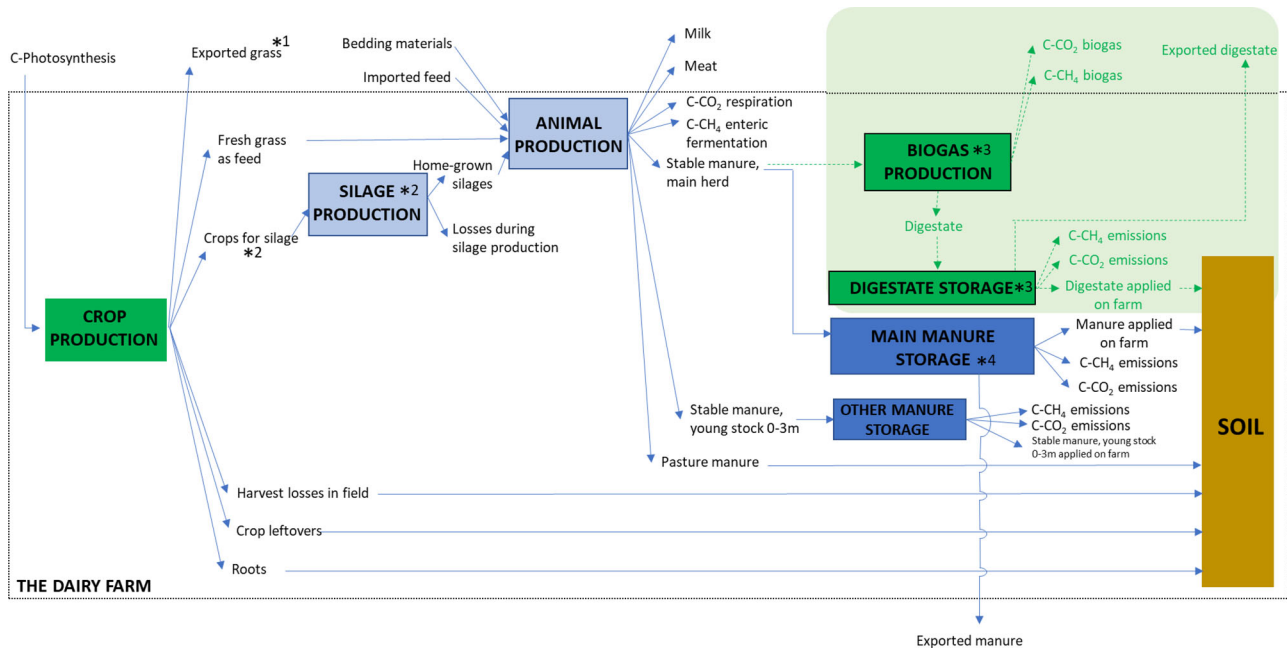 C-Photosynthesis
Exported grass *1
Bedding materials
Imported feed
Milk
Meat
C-CO₂ respiration
C-CH₄ enteric
fermentation
Stable manure,
main herd
C-CO₂ biogas
C-CH₄ biogas
Exported digestate
ANIMAL
PRODUCTION
BIOGAS *3
PRODUCTION
Fresh grass
as feed
Home-grown
silages
SILAGE *2
PRODUCTION
Losses during
silage production
Crops for silage
*2
Digestate
C-CH₄ emissions
C-CO₂ emissions
DIGESTATE STORAGE *3
Digestate applied
on farm
CROP
PRODUCTION
MAIN MANURE
STORAGE *4
Manure applied
on farm
C-CH₄ emissions
C-CO₂ emissions
Stable manure,
young stock 0-3m
OTHER MANURE
STORAGE
C-CH₄ emissions
C-CO₂ emissions
Stable manure, young stock
0-3m applied on farm
SOIL
Pasture manure
Harvest losses in field
Crop leftovers
Roots
THE DAIRY FARM
Exported manure